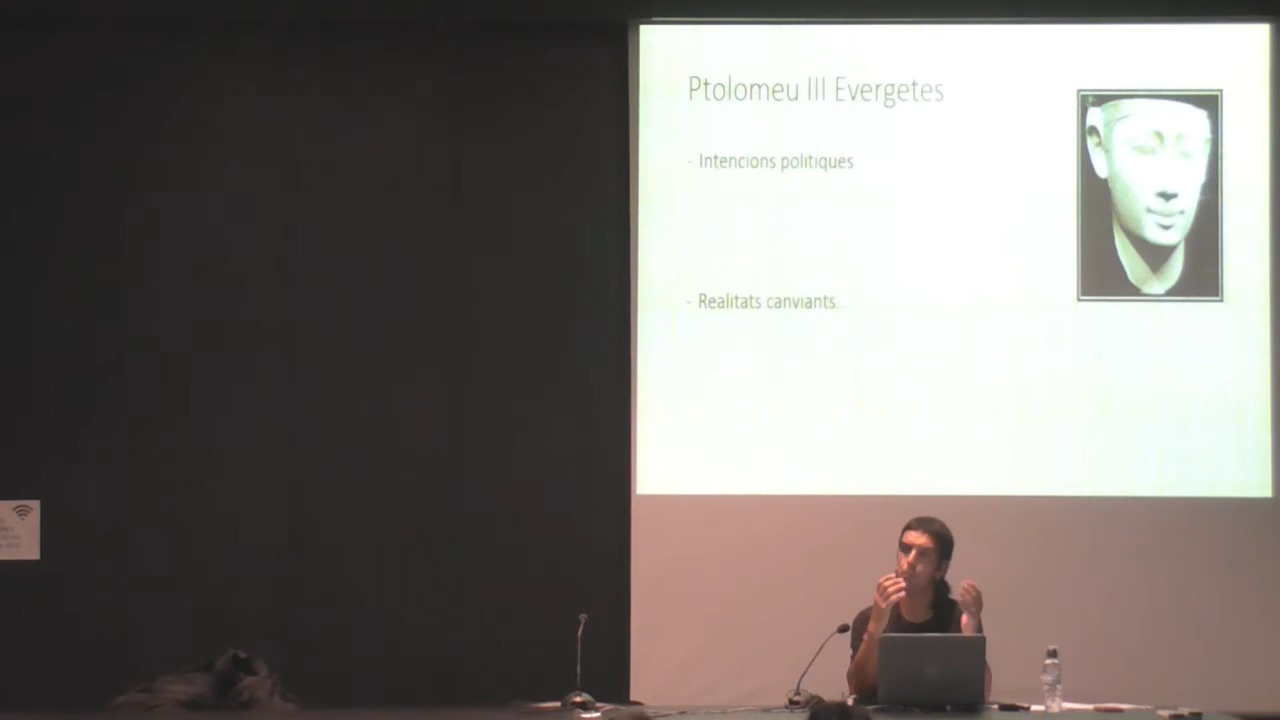 Ptolomeu III Evergetes
- Intencions polítiques
- Realitats canviants